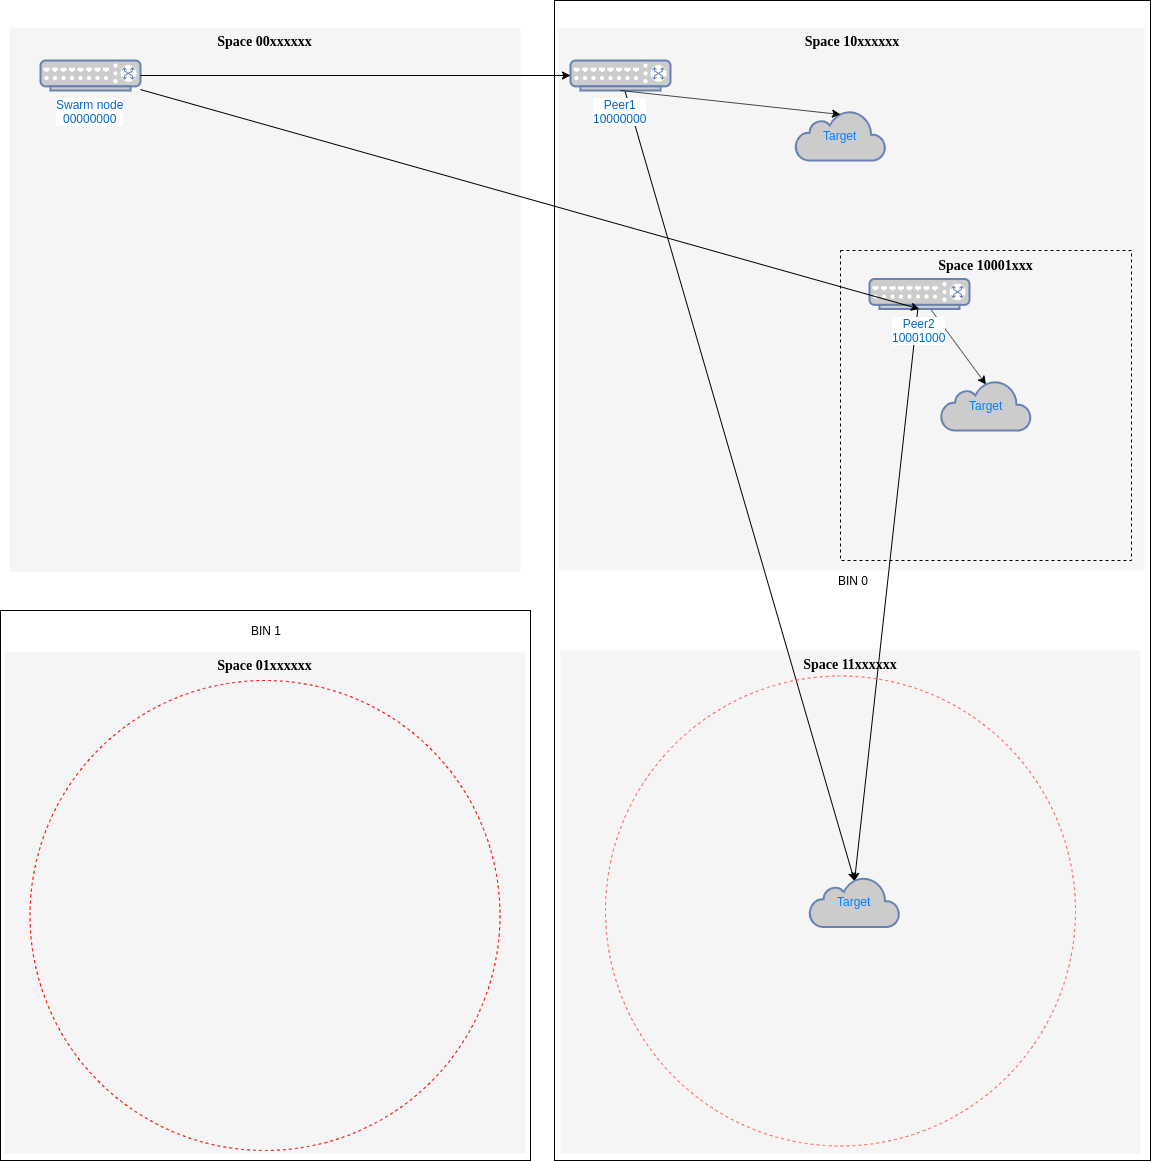 Space 00xxxxxx
Swarm node
00000000
Space 10xxxxxx
Peer1
10000000
Target
Space 10001xxx
Peer2
10001000
Target
BIN 0
BIN 1
Space 01xxxxxx
Space 11xxxxxx
Target